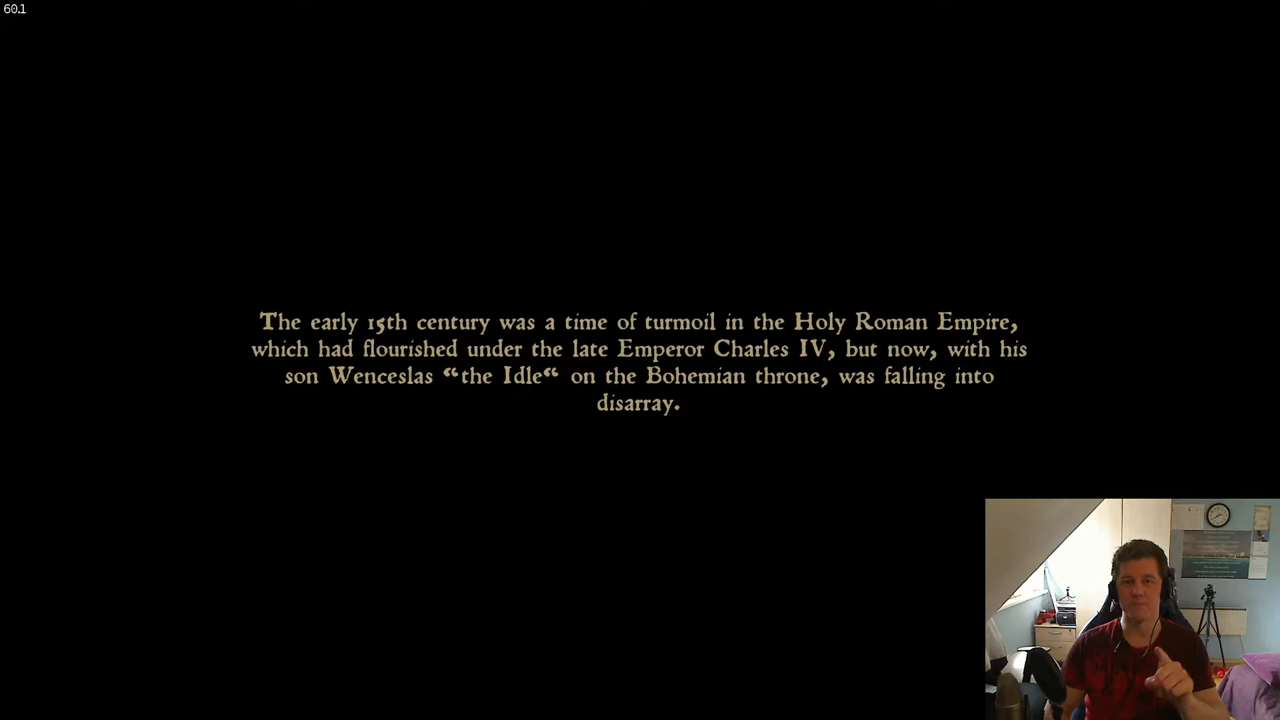 60.1
The early 15th century was a time of turmoil in the Holy Roman Empire,
which had flourished under the late Emperor Charles IV, but now, with his
son Wenceslas “the Idle“ on the Bohemian throne, was falling into
disarray.